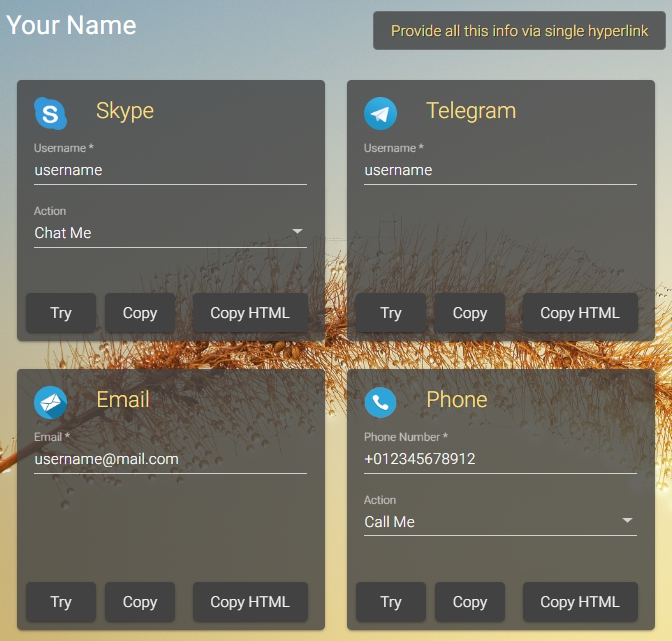 Your Name
Provide all this info via single hyperlink
S Skype
Username *
username
Action
Chat Me
Try Copy Copy HTML
Telegram
Username *
username
Try Copy Copy HTML
Email
Email *
username@mail.com
Try Copy Copy HTML
Phone
Phone Number *
+012345678912
Action
Call Me
Try Copy Copy HTML